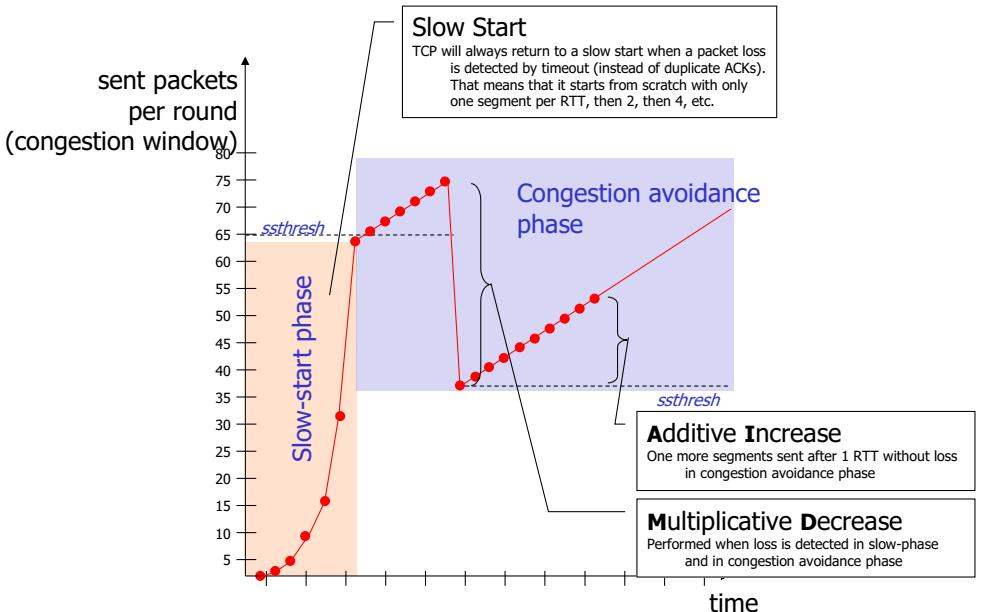 Slow Start
TCP will always return to a slow start when a packet loss
is detected by timeout (instead of duplicate ACKs).
That means that it starts from scratch with only
one segment per RTT, then 2, then 4, etc.
sent packets
per round
(congestion window)
80
75
70
65
60
55
50
45
40
35
30
25
20
15
10
5
ssthresh
Slow-start phase
Congestion avoidance
phase
ssthresh
Additive Increase
One more segments sent after 1 RTT without loss
in congestion avoidance phase
Multiplicative Decrease
Performed when loss is detected in slow-phase
and in congestion avoidance phase
time